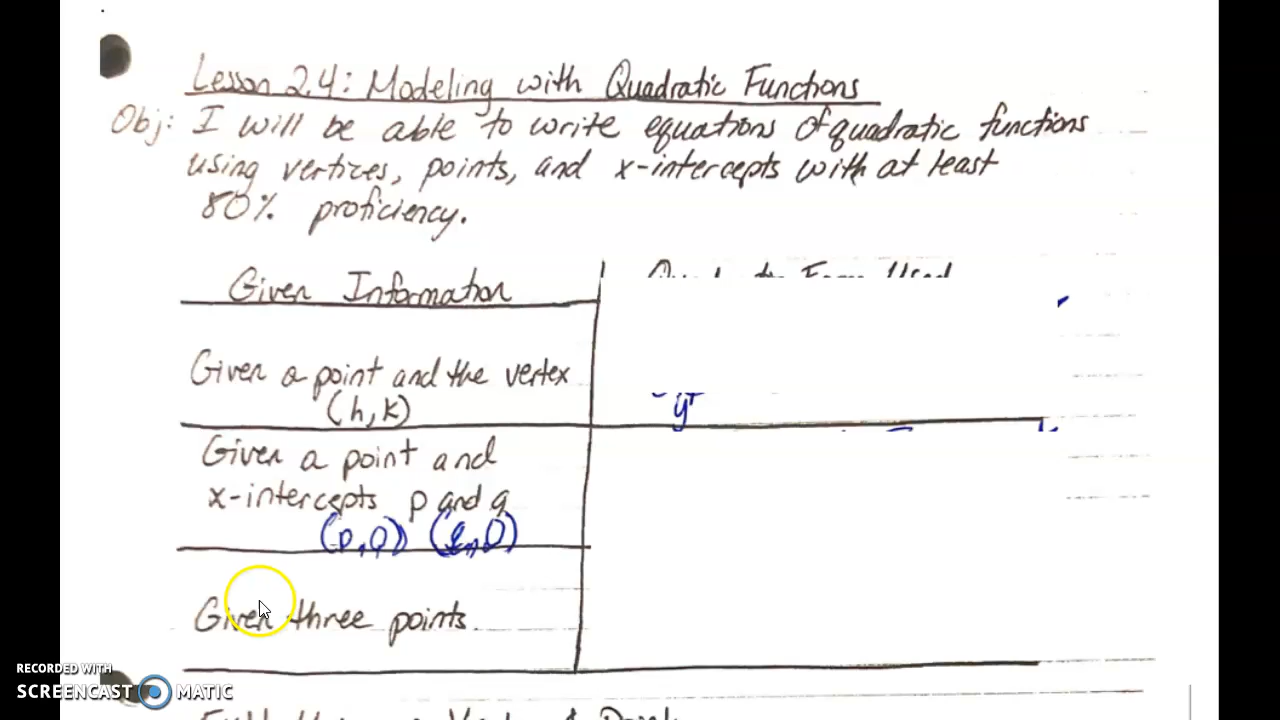 Lesson 2.4: Modeling with Quadratic Functions
Obj: I will be able to write equations of quadratic functions
using vertices, points, and x-intercepts with at least
80% proficiency.
Given Information
Given a point and the vertex
(h, k)
Given a point and
x-intercepts p and q
(p, 0) (q, 0)
Given three points.
RECORDED WITH
SCREENCAST MATIC